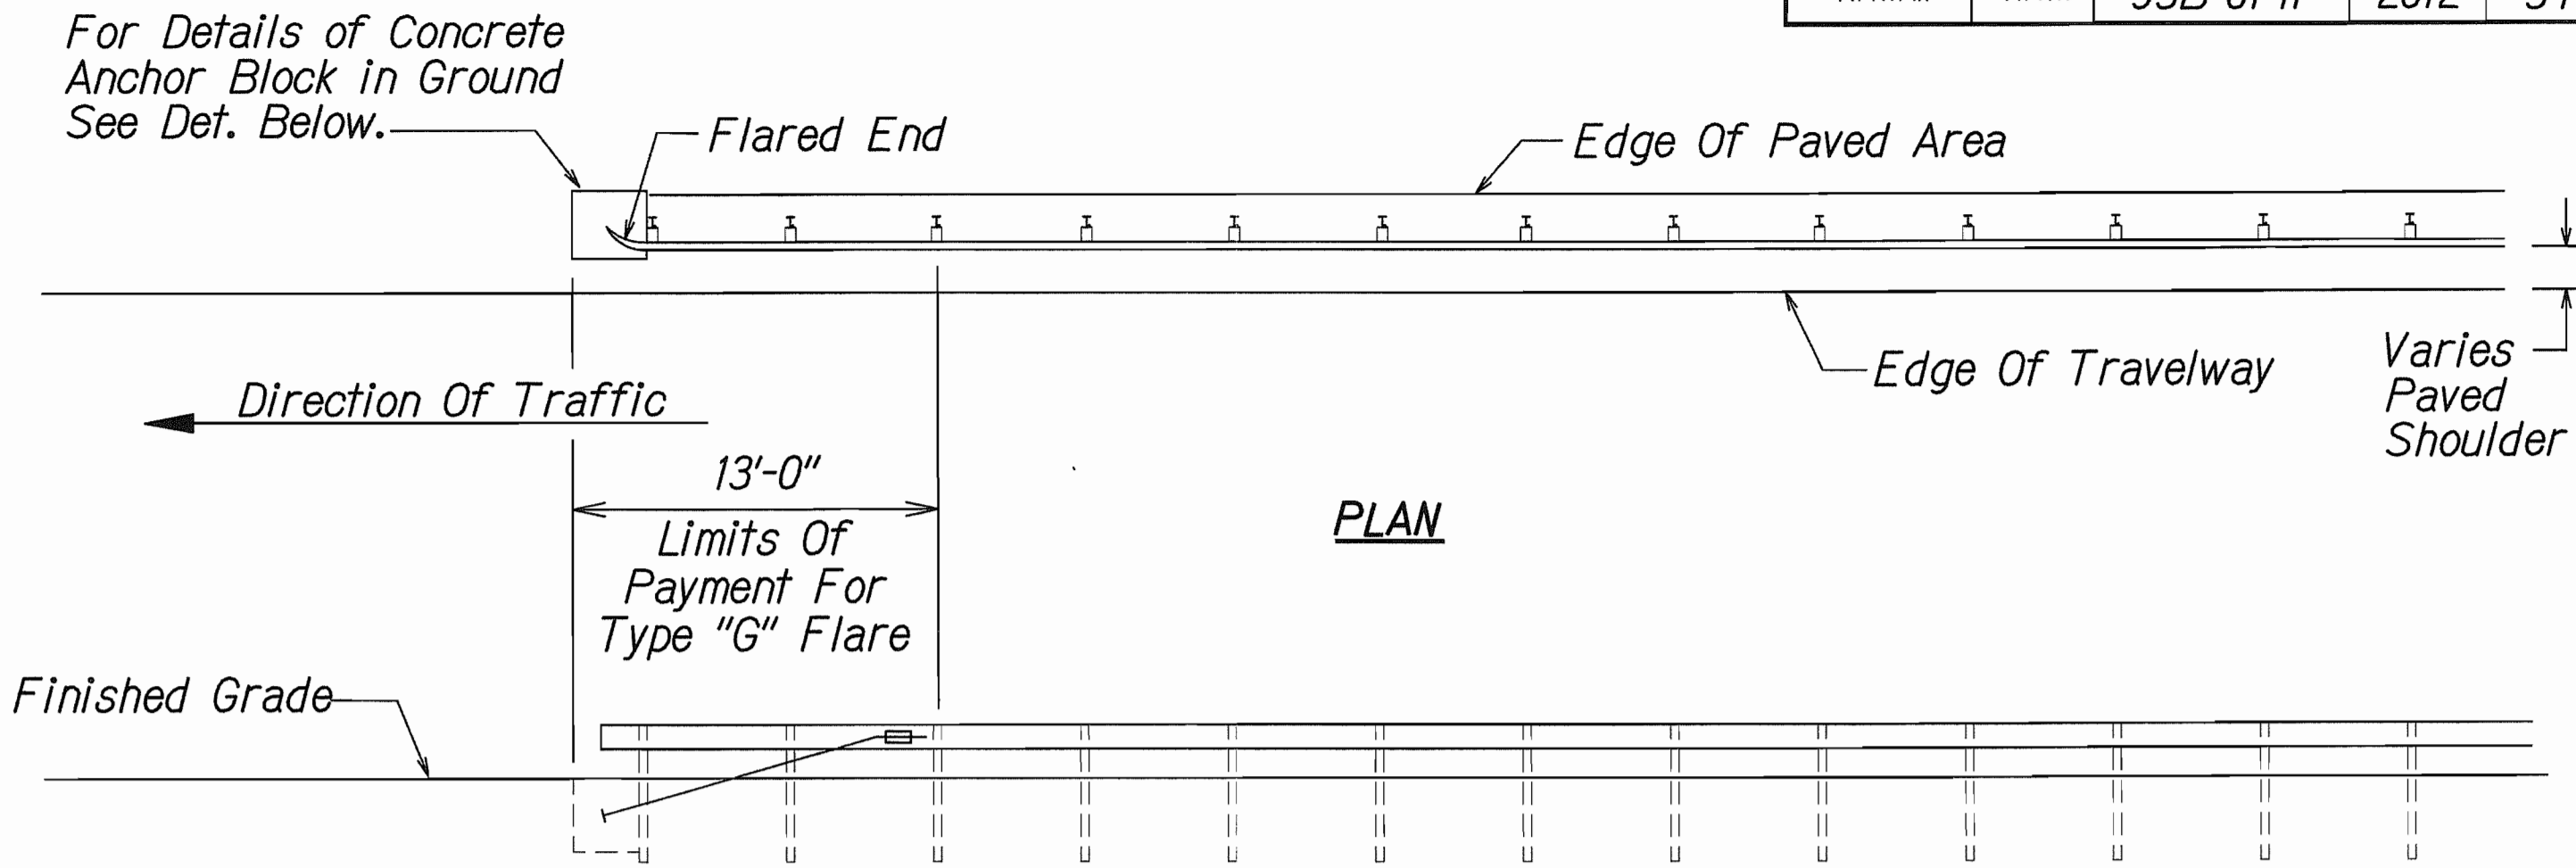 2012
For Details of Concrete
Anchor Block in Ground
See Det. Below.
Flared End
Edge Of Paved Area
Edge Of Travelway
Varies
Paved
Shoulder
Direction Of Traffic
13'-0"
Limits Of
Payment For
Type "G" Flare
PLAN
Finished Grade